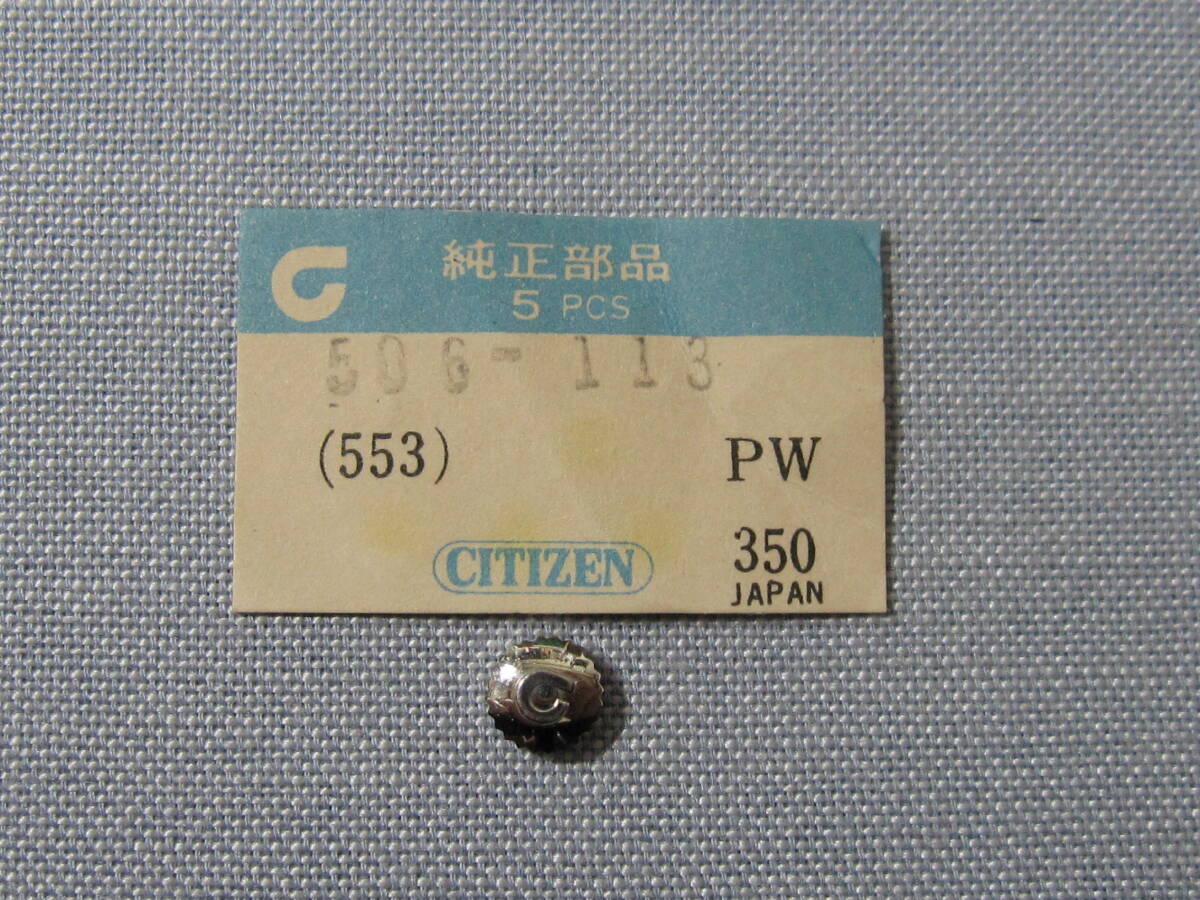 純正部品
5 PCS
506-113
(553) PW
CITIZEN
350
JAPAN
C